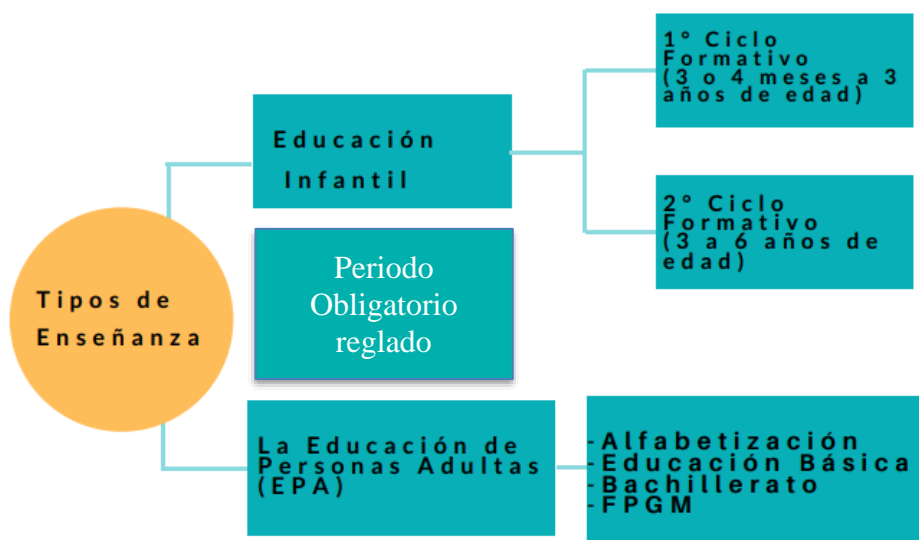 Tipos de
Enseñanza
Educación
Infantil
1° Ciclo
Formativo
(3 o 4 meses a 3
años de edad)
2° Ciclo
Formativo
(3 a 6 años de
edad)
Periodo
Obligatorio
reglado
La Educación de
Personas Adultas
(EPA)
-Alfabetización
-Educación Básica
-Bachillerato
-FPGM